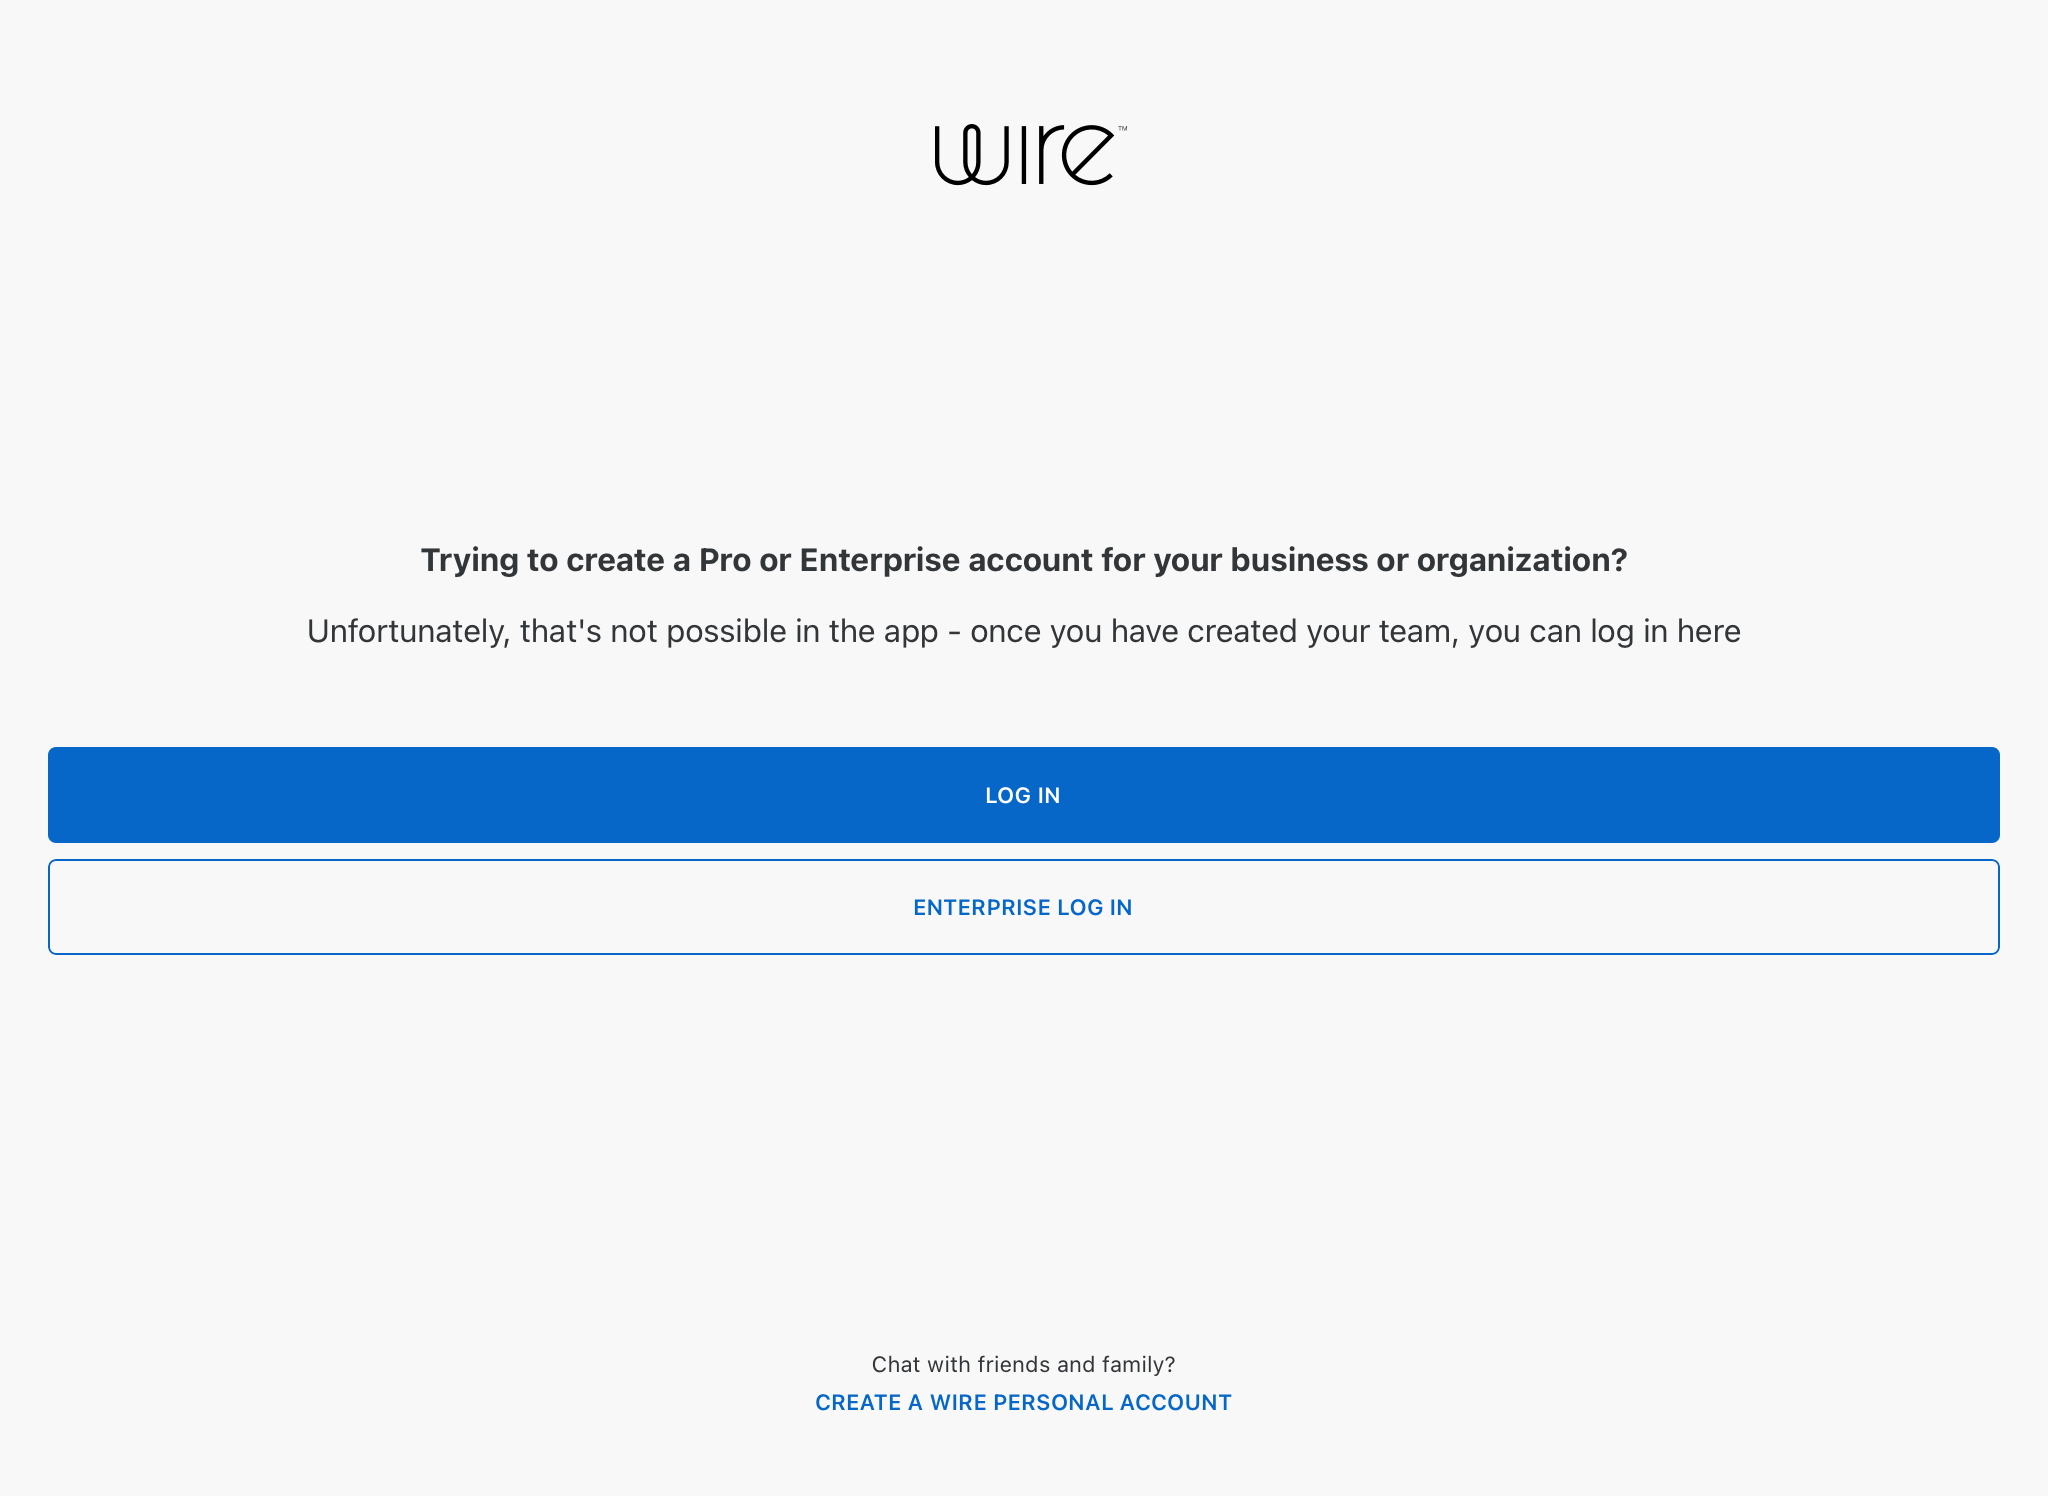 wire™
Trying to create a Pro or Enterprise account for your business or organization?
Unfortunately, that's not possible in the app - once you have created your team, you can log in here
LOG IN
ENTERPRISE LOG IN
Chat with friends and family?
CREATE A WIRE PERSONAL ACCOUNT